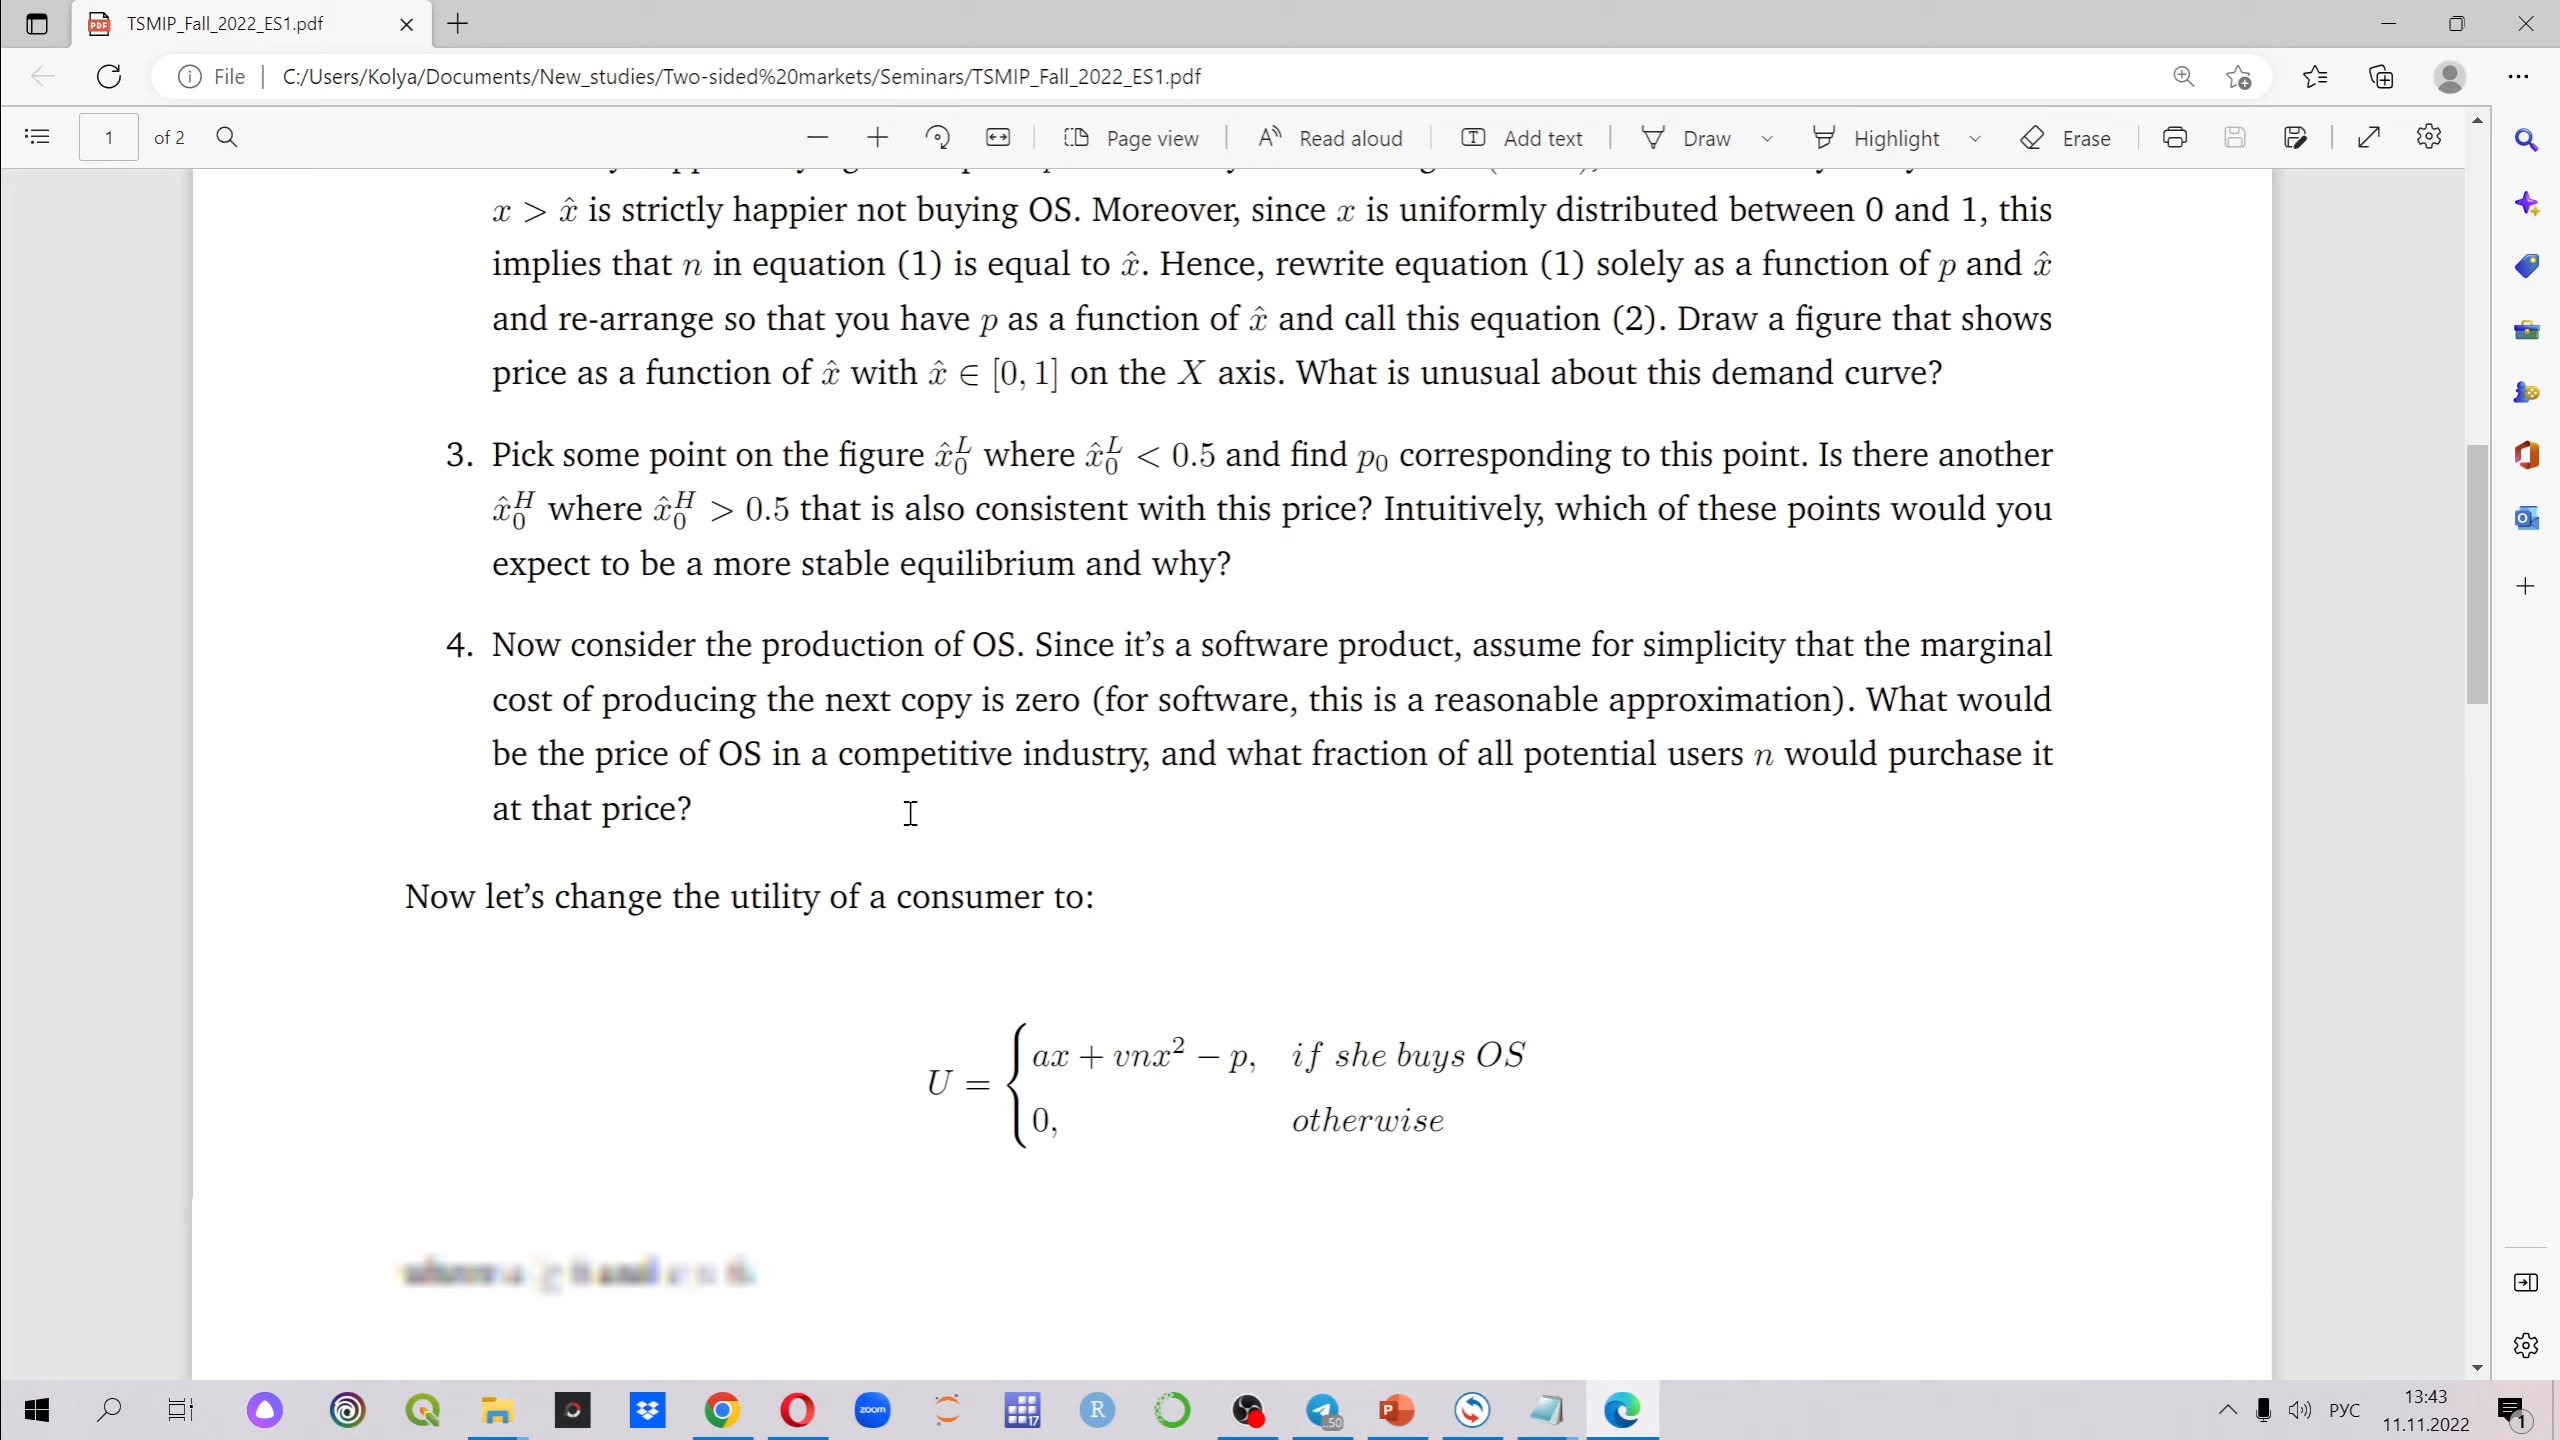 TSMIP_Fall_2022_ES1.pdf
File | C:/Users/Kolya/Documents/New_studies/Two-sided%20markets/Seminars/TSMIP_Fall_2022_ES1.pdf
1 of 2 Page view Read aloud Add text Draw Highlight Erase
x > x̂ is strictly happier not buying OS. Moreover, since x is uniformly distributed between 0 and 1, this
implies that n in equation (1) is equal to x̂. Hence, rewrite equation (1) solely as a function of p and x̂
and re-arrange so that you have p as a function of x̂ and call this equation (2). Draw a figure that shows
price as a function of x̂ with x̂ ∈ [0, 1] on the X axis. What is unusual about this demand curve?
3. Pick some point on the figure x̂₀ᴸ where x̂₀ᴸ < 0.5 and find p₀ corresponding to this point. Is there another
x̂₀ᴴ where x̂₀ᴴ > 0.5 that is also consistent with this price? Intuitively, which of these points would you
expect to be a more stable equilibrium and why?
4. Now consider the production of OS. Since it's a software product, assume for simplicity that the marginal
cost of producing the next copy is zero (for software, this is a reasonable approximation). What would
be the price of OS in a competitive industry, and what fraction of all potential users n would purchase it
at that price?
Now let's change the utility of a consumer to:
ax + vnx² − p, if she buys OS
U =
0, otherwise
zoom
17
R
..50
P
РУС
13:43
11.11.2022
1